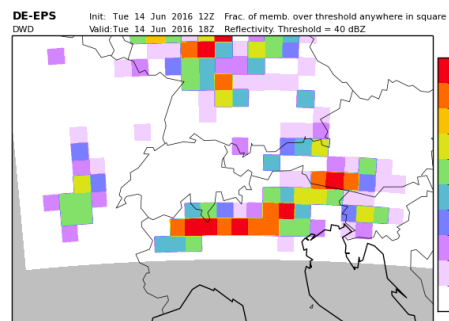 DE-EPS Init: Tue 14 Jun 2016 12Z Frac. of memb. over threshold anywhere in square
DWD Valid:Tue 14 Jun 2016 18Z Reflectivity. Threshold = 40 dBZ